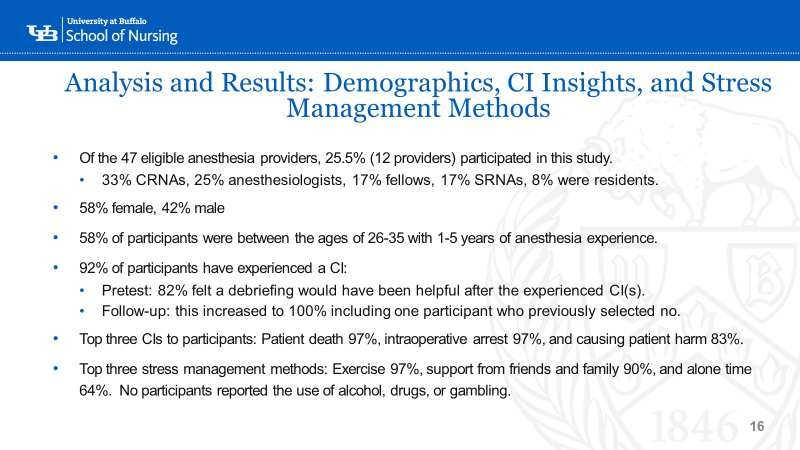 University at Buffalo
School of Nursing
Analysis and Results: Demographics, CI Insights, and Stress
Management Methods
• Of the 47 eligible anesthesia providers, 25.5% (12 providers) participated in this study.
• 33% CRNAs, 25% anesthesiologists, 17% fellows, 17% SRNAs, 8% were residents.
• 58% female, 42% male
• 58% of participants were between the ages of 26-35 with 1-5 years of anesthesia experience.
• 92% of participants have experienced a CI:
• Pretest: 82% felt a debriefing would have been helpful after the experienced CI(s).
• Follow-up: this increased to 100% including one participant who previously selected no.
• Top three CIs to participants: Patient death 97%, intraoperative arrest 97%, and causing patient harm 83%.
• Top three stress management methods: Exercise 97%, support from friends and family 90%, and alone time
64%. No participants reported the use of alcohol, drugs, or gambling.
1846
16